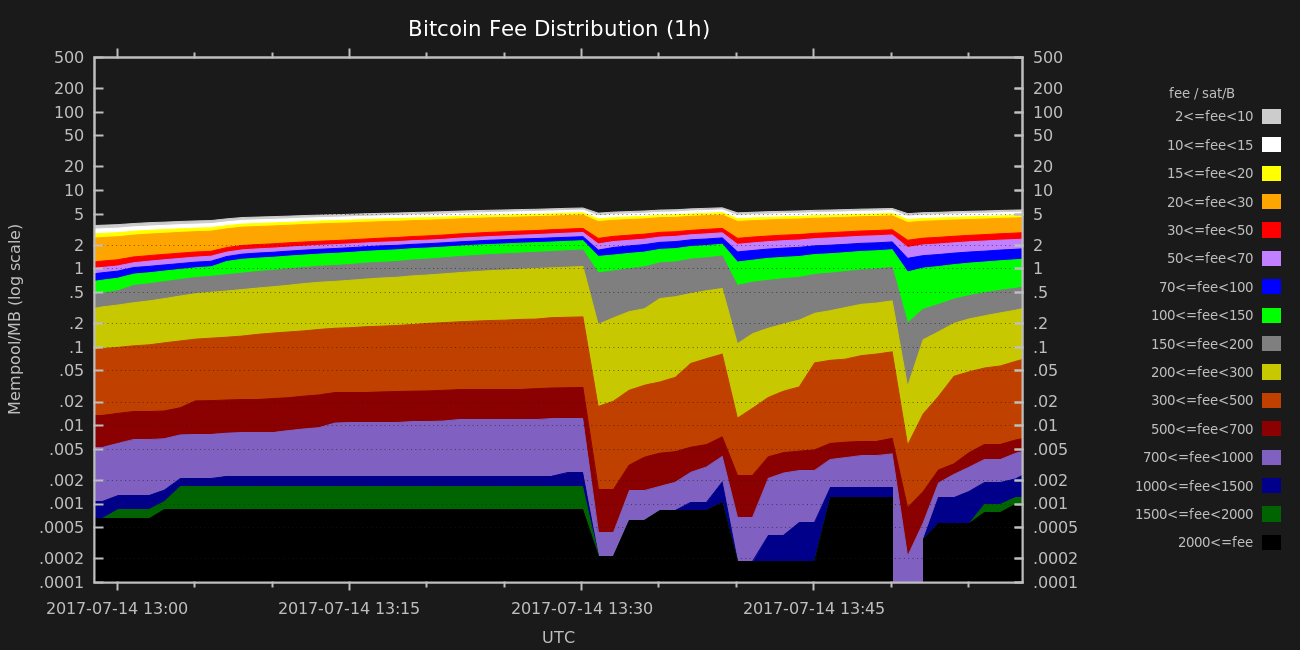 Bitcoin Fee Distribution (1h)
Mempool/MB (log scale)
500
200
100
50
20
10
5
2
1
.5
.2
.1
.05
.02
.01
.005
.002
.001
.0005
.0002
.0001
500
200
100
50
20
10
5
2
1
.5
.2
.1
.05
.02
.01
.005
.002
.001
.0005
.0002
.0001
fee / sat/B
2<=fee<10
10<=fee<15
15<=fee<20
20<=fee<30
30<=fee<50
50<=fee<70
70<=fee<100
100<=fee<150
150<=fee<200
200<=fee<300
300<=fee<500
500<=fee<700
700<=fee<1000
1000<=fee<1500
1500<=fee<2000
2000<=fee
2017-07-14 13:00 2017-07-14 13:15 2017-07-14 13:30 2017-07-14 13:45
UTC